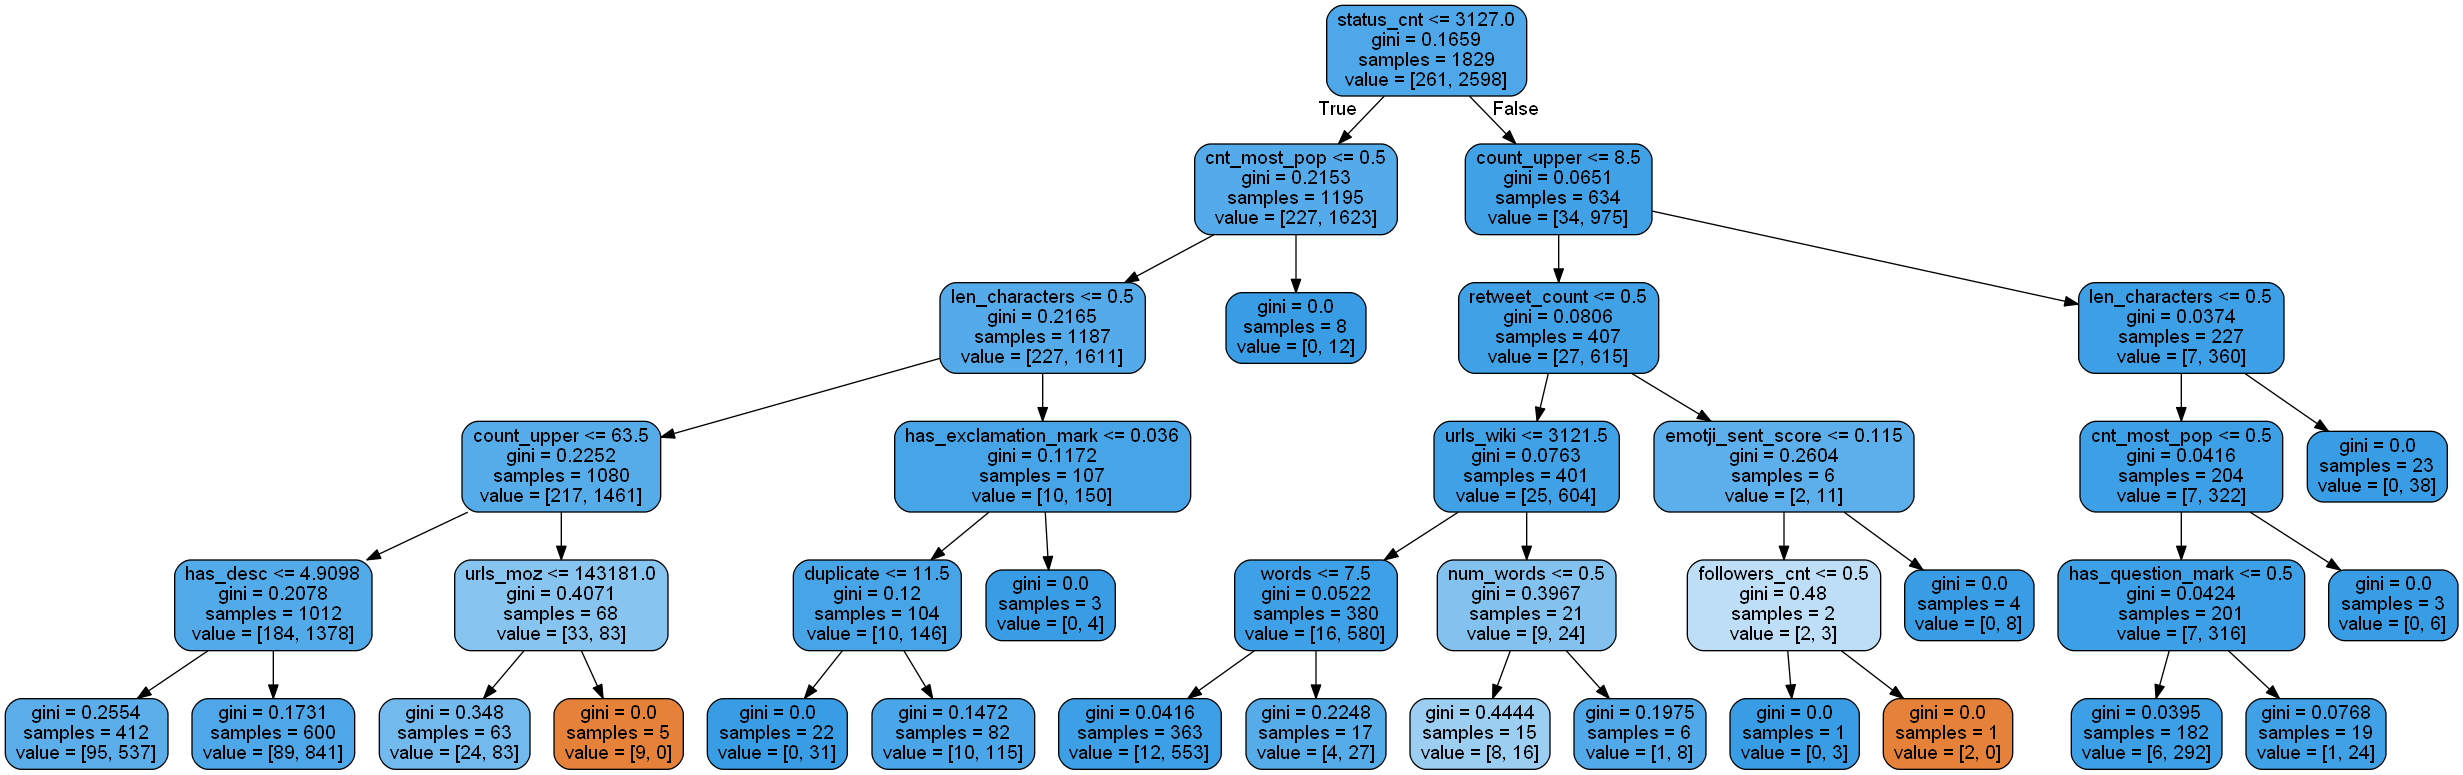 status_cnt <= 3127.0
gini = 0.1659
samples = 1829
value = [261, 2598]
True
False
cnt_most_pop <= 0.5
gini = 0.2153
samples = 1195
value = [227, 1623]
count_upper <= 8.5
gini = 0.0651
samples = 634
value = [34, 975]
len_characters <= 0.5
gini = 0.2165
samples = 1187
value = [227, 1611]
gini = 0.0
samples = 8
value = [0, 12]
retweet_count <= 0.5
gini = 0.0806
samples = 407
value = [27, 615]
len_characters <= 0.5
gini = 0.0374
samples = 227
value = [7, 360]
count_upper <= 63.5
gini = 0.2252
samples = 1080
value = [217, 1461]
has_exclamation_mark <= 0.036
gini = 0.1172
samples = 107
value = [10, 150]
urls_wiki <= 3121.5
gini = 0.0763
samples = 401
value = [25, 604]
emotji_sent_score <= 0.115
gini = 0.2604
samples = 6
value = [2, 11]
cnt_most_pop <= 0.5
gini = 0.0416
samples = 204
value = [7, 322]
gini = 0.0
samples = 23
value = [0, 38]
has_desc <= 4.9098
gini = 0.2078
samples = 1012
value = [184, 1378]
urls_moz <= 143181.0
gini = 0.4071
samples = 68
value = [33, 83]
duplicate <= 11.5
gini = 0.12
samples = 104
value = [10, 146]
gini = 0.0
samples = 3
value = [0, 4]
words <= 7.5
gini = 0.0522
samples = 380
value = [16, 580]
num_words <= 0.5
gini = 0.3967
samples = 21
value = [9, 24]
followers_cnt <= 0.5
gini = 0.48
samples = 2
value = [2, 3]
gini = 0.0
samples = 4
value = [0, 8]
has_question_mark <= 0.5
gini = 0.0424
samples = 201
value = [7, 316]
gini = 0.0
samples = 3
value = [0, 6]
gini = 0.2554
samples = 412
value = [95, 537]
gini = 0.1731
samples = 600
value = [89, 841]
gini = 0.348
samples = 63
value = [24, 83]
gini = 0.0
samples = 5
value = [9, 0]
gini = 0.0
samples = 22
value = [0, 31]
gini = 0.1472
samples = 82
value = [10, 115]
gini = 0.0416
samples = 363
value = [12, 553]
gini = 0.2248
samples = 17
value = [4, 27]
gini = 0.4444
samples = 15
value = [8, 16]
gini = 0.1975
samples = 6
value = [1, 8]
gini = 0.0
samples = 1
value = [0, 3]
gini = 0.0
samples = 1
value = [2, 0]
gini = 0.0395
samples = 182
value = [6, 292]
gini = 0.0768
samples = 19
value = [1, 24]